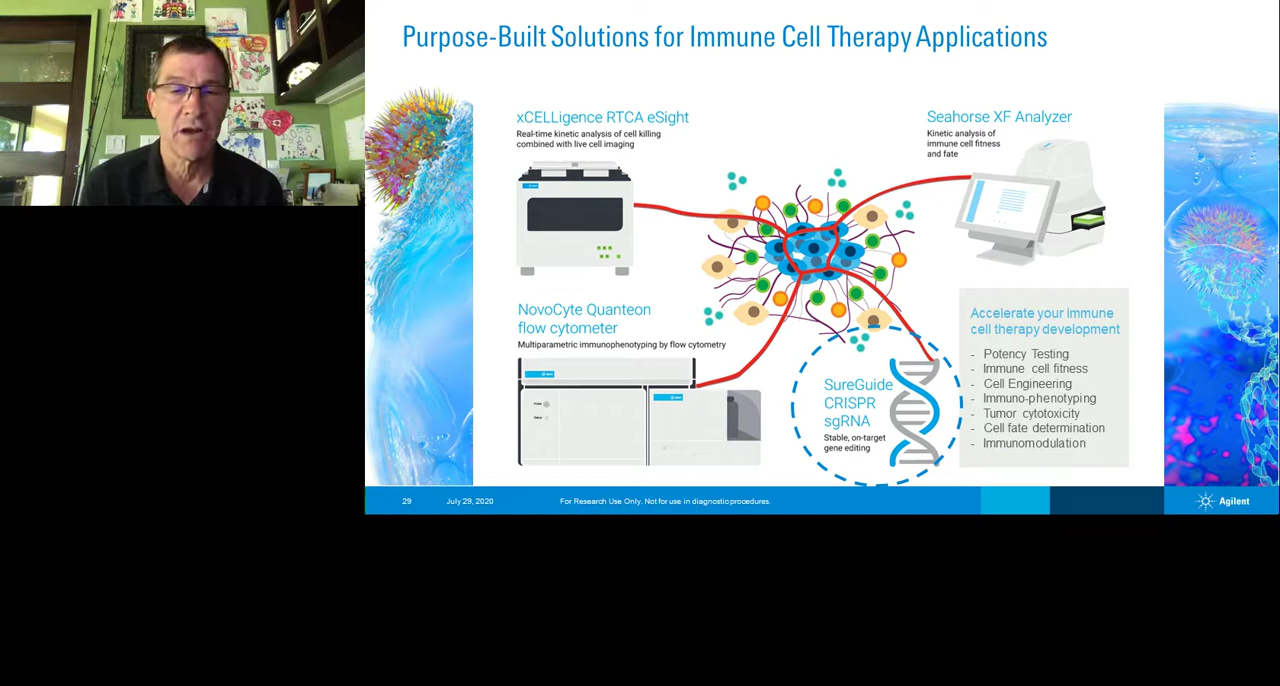 Purpose-Built Solutions for Immune Cell Therapy Applications
xCELLigence RTCA eSight
Real-time kinetic analysis of cell killing
combined with live cell imaging
Seahorse XF Analyzer
Kinetic analysis of
immune cell fitness
and fate
NovoCyte Quanteon
flow cytometer
Multiparametric immunophenotyping by flow cytometry
SureGuide
CRISPR
sgRNA
Stable, on-target
gene editing
Accelerate your immune
cell therapy development
- Potency Testing
- Immune cell fitness
- Cell Engineering
- Immuno-phenotyping
- Tumor cytotoxicity
- Cell fate determination
- Immunomodulation
29
July 29, 2020
For Research Use Only. Not for use in diagnostic procedures.
Agilent